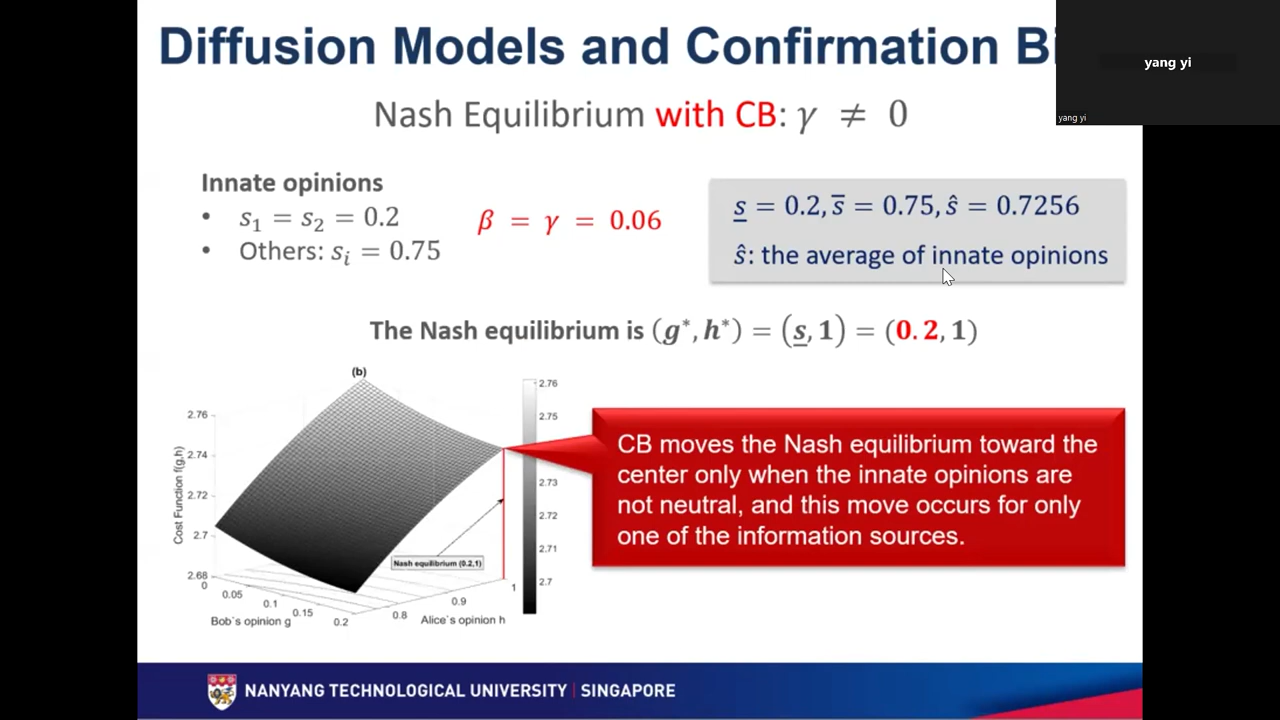 Diffusion Models and Confirmation Bi
yang yi
yang yi
Nash Equilibrium with CB: γ ≠ 0
Innate opinions
• s₁ = s₂ = 0.2
• Others: sᵢ = 0.75
β = γ = 0.06
s̲ = 0.2, s̅ = 0.75, ŝ = 0.7256
ŝ: the average of innate opinions
The Nash equilibrium is (g*, h*) = (s̲, 1) = (0.2, 1)
(b)
2.76
2.74
2.72
2.7
2.68
Cost Function f(g,h)
0
0.05
0.1
0.15
0.2
Bob`s opinion g
0.8
0.9
1
Alice`s opinion h
Nash equilibrium (0.2,1)
2.76
2.75
2.73
2.72
2.71
2.7
CB moves the Nash equilibrium toward the
center only when the innate opinions are
not neutral, and this move occurs for only
one of the information sources.
NANYANG TECHNOLOGICAL UNIVERSITY | SINGAPORE